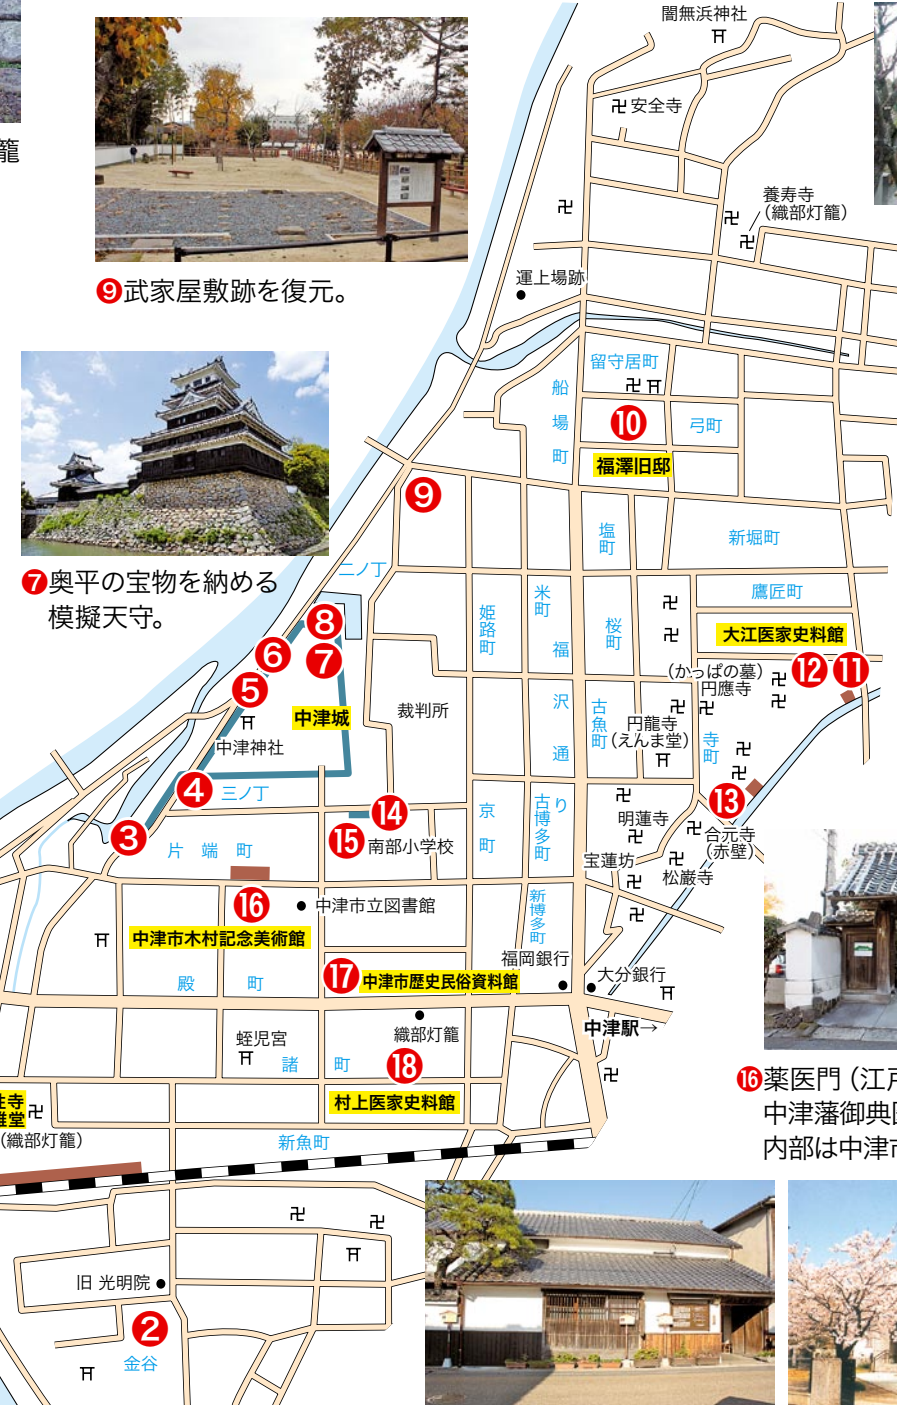 籠
❾武家屋敷跡を復元。
❼奥平の宝物を納める
模擬天守。
闇無浜神社
安全寺
養寿寺
（織部灯籠）
運上場跡
留守居町
船場町
❿
弓町
福澤旧邸
❾
塩町
新堀町
二ノ丁
鷹匠町
米町
姫路町
桜町
大江医家史料館
❽
❼
❻
❺
⓬
⓫
（かっぱの墓）
円應寺
福沢通り
古魚町
円龍寺
（えんま堂）
寺町
中津城
裁判所
中津神社
❹
三ノ丁
❸
⓮
⓯
南部小学校
京町
古博多町
明蓮寺
⓭
合元寺
（赤壁）
宝蓮坊
松巌寺
片端町
⓰
中津市立図書館
新博多町
中津市木村記念美術館
福岡銀行
大分銀行
殿町
⓱
中津市歴史民俗資料館
中津駅→
織部灯籠
蛭児宮
諸町
⓲
村上医家史料館
新魚町
（織部灯籠）
旧 光明院
❷
金谷
⓰薬医門（江戸
中津藩御典医
内部は中津市